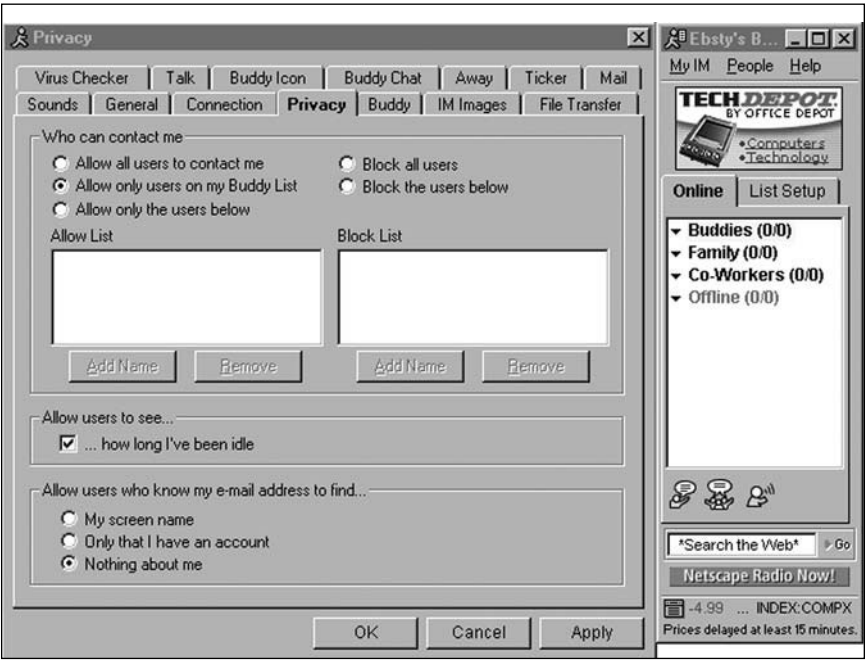 Privacy
Virus Checker Talk Buddy Icon Buddy Chat Away Ticker Mail
Sounds General Connection Privacy Buddy IM Images File Transfer
Who can contact me
Allow all users to contact me
Block all users
Allow only users on my Buddy List
Block the users below
Allow only the users below
Allow List
Block List
Add Name Remove
Add Name Remove
Allow users to see...
... how long I've been idle
Allow users who know my e-mail address to find...
My screen name
Only that I have an account
Nothing about me
OK Cancel Apply
Ebsty's B...
My IM People Help
TECH DEPOT.
BY OFFICE DEPOT
•Computers
•Technology
Online List Setup
Buddies (0/0)
Family (0/0)
Co-Workers (0/0)
Offline (0/0)
*Search the Web* Go
Netscape Radio Now!
-4.99 ... INDEX:COMPX
Prices delayed at least 15 minutes.